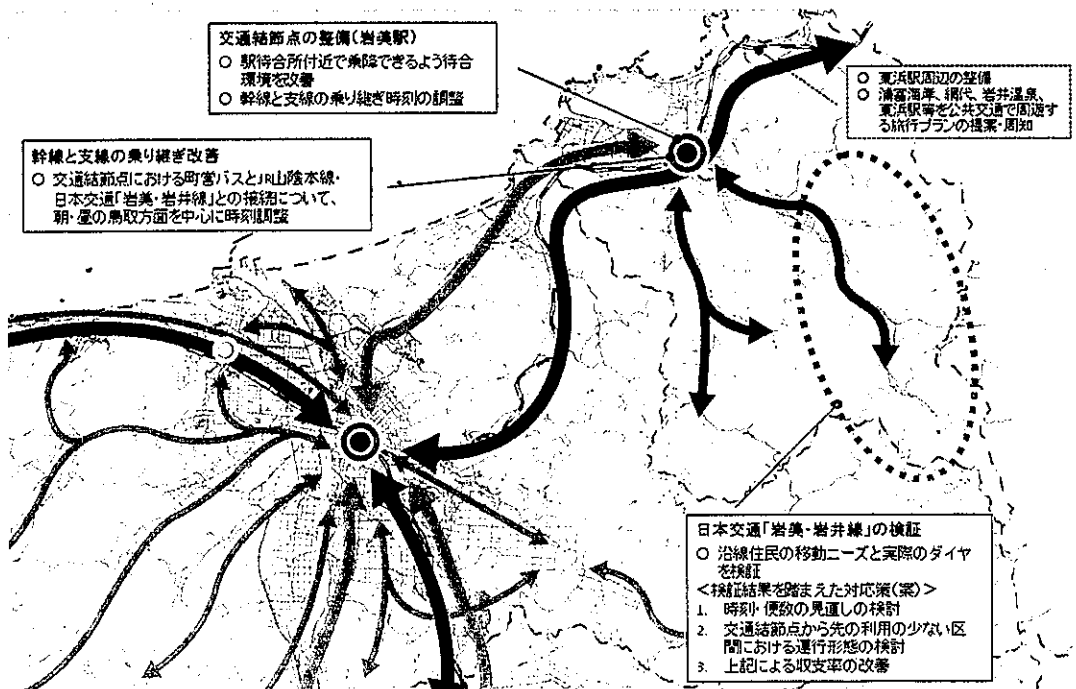 交通結節点の整備(岩美駅)
○ 駅待合所付近で乗降できるよう待合
環境を改善
○ 幹線と支線の乗り継ぎ時刻の調整
○ 東浜駅周辺の整備
○ 浦富海岸、網代、岩井温泉、
東浜駅等を公共交通で周遊す
る旅行プランの提案・周知
幹線と支線の乗り継ぎ改善
○ 交通結節点における町営バスとJR山陰本線・
日本交通「岩美・岩井線」との接続について、
朝・昼の鳥取方面を中心に時刻調整
日本交通「岩美・岩井線」の検証
○ 沿線住民の移動ニーズと実際のダイヤ
を検証
<検証結果を踏まえた対応策(案)>
1. 時刻・便数の見直しの検討
2. 交通結節点から先の利用の少ない区
間における運行形態の検討
3. 上記による収支率の改善